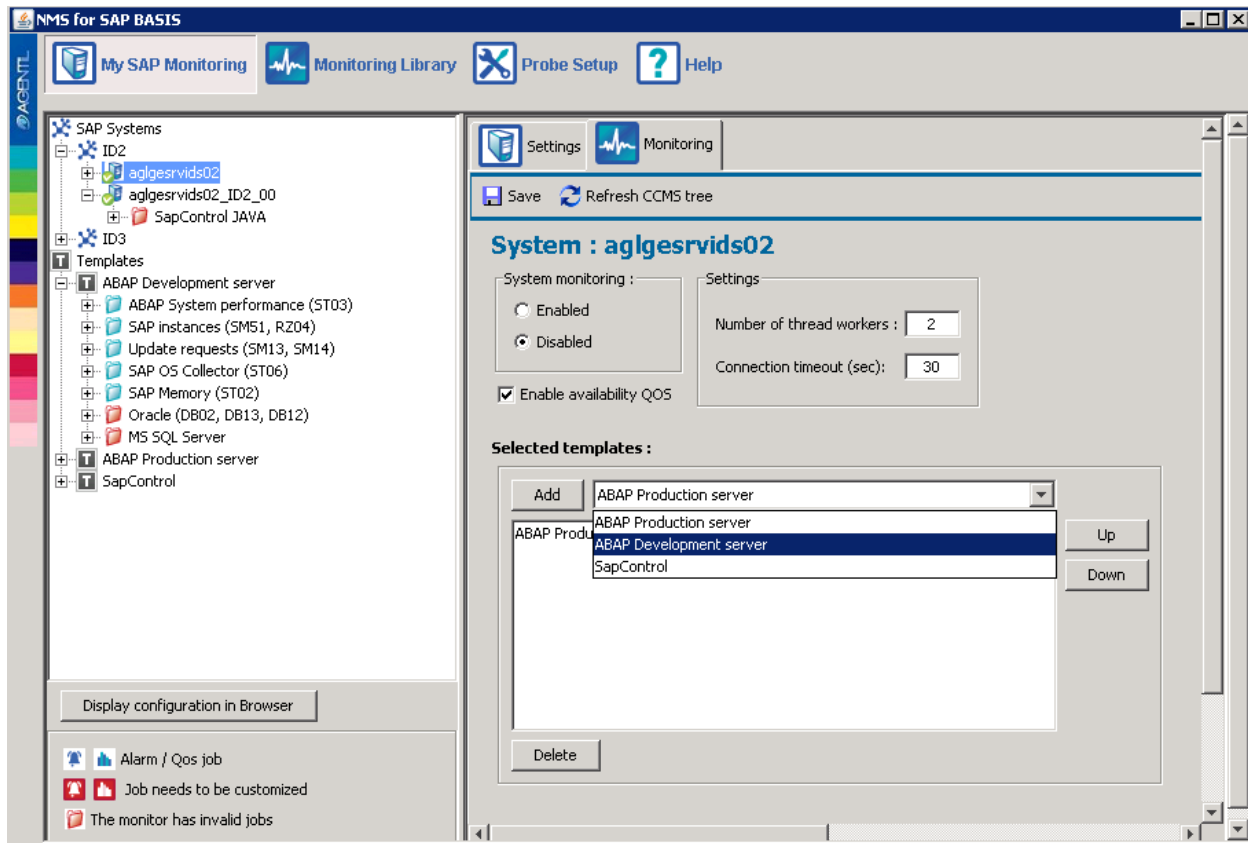 NMS for SAP BASIS
AGENTIL
My SAP Monitoring
Monitoring Library
Probe Setup
? Help
SAP Systems
ID2
aglgesrvids02
aglgesrvids02_ID2_00
SapControl JAVA
ID3
T Templates
T ABAP Development server
ABAP System performance (ST03)
SAP instances (SM51, RZ04)
Update requests (SM13, SM14)
SAP OS Collector (ST06)
SAP Memory (ST02)
Oracle (DB02, DB13, DB12)
MS SQL Server
T ABAP Production server
T SapControl
Display configuration in Browser
Alarm / Qos job
Job needs to be customized
The monitor has invalid jobs
Settings
Monitoring
Save
Refresh CCMS tree
System : aglgesrvids02
System monitoring :
Enabled
Disabled
Enable availability QOS
Settings
Number of thread workers : 2
Connection timeout (sec): 30
Selected templates :
Add
ABAP Production server
ABAP Produ
ABAP Production server
ABAP Development server
SapControl
Up
Down
Delete